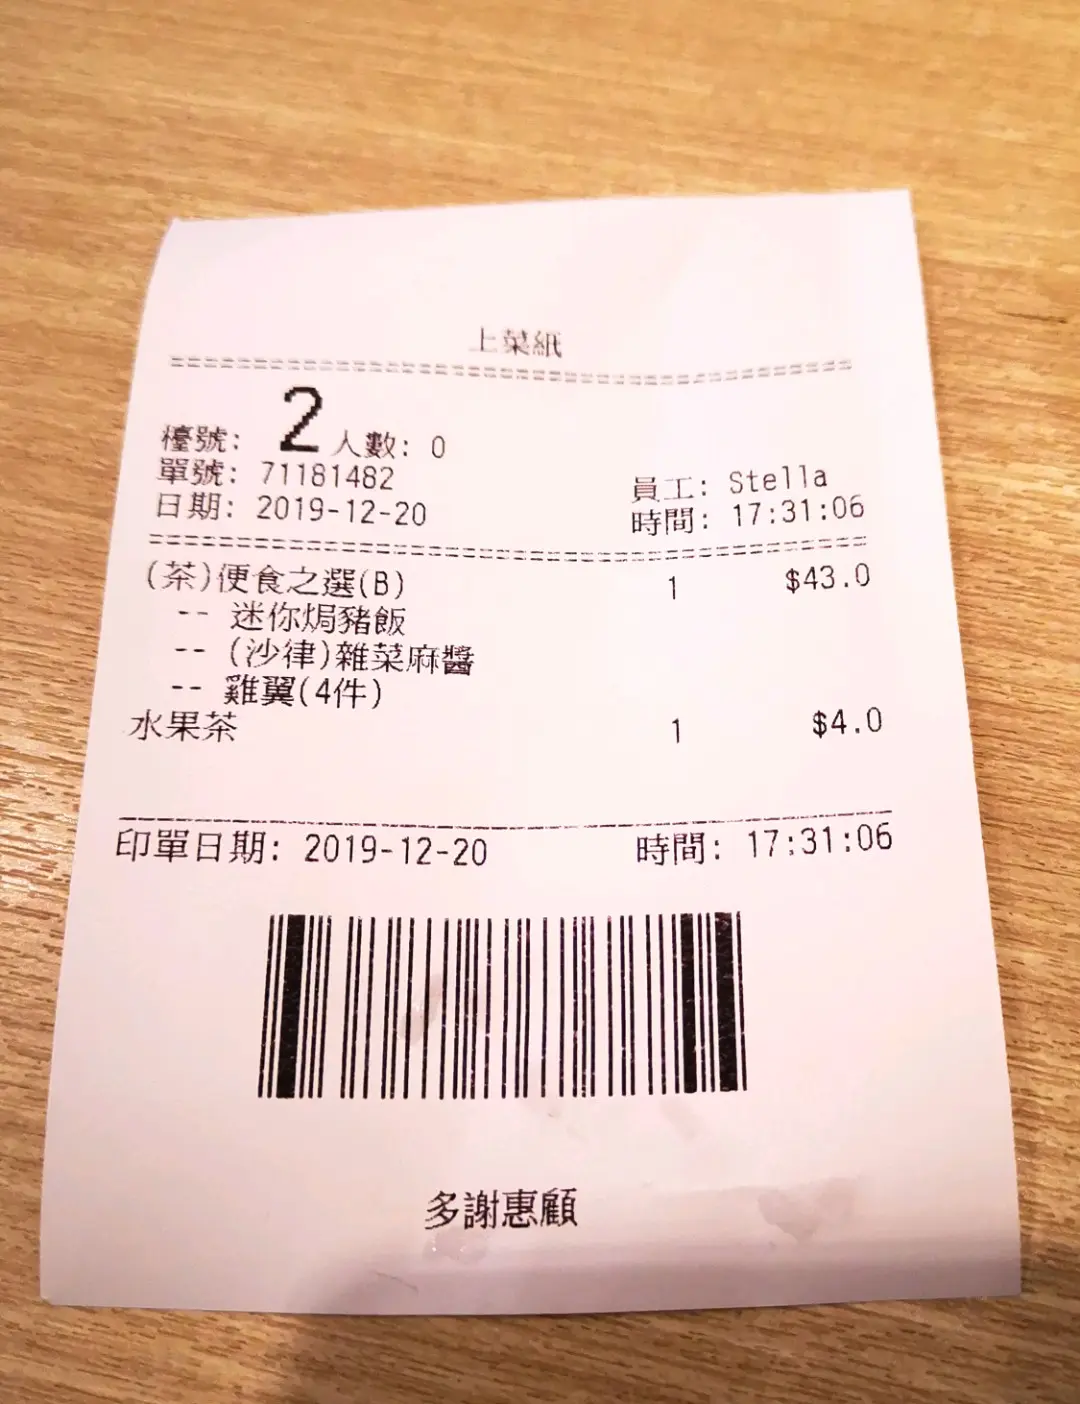 上菜紙
檯號: 2 人數: 0
單號: 71181482 員工: Stella
日期: 2019-12-20 時間: 17:31:06
(茶)便食之選(B) 1 $43.0
-- 迷你焗豬飯
-- (沙律)雜菜麻醬
-- 雞翼(4件)
水果茶 1 $4.0
印單日期: 2019-12-20 時間: 17:31:06
多謝惠顧